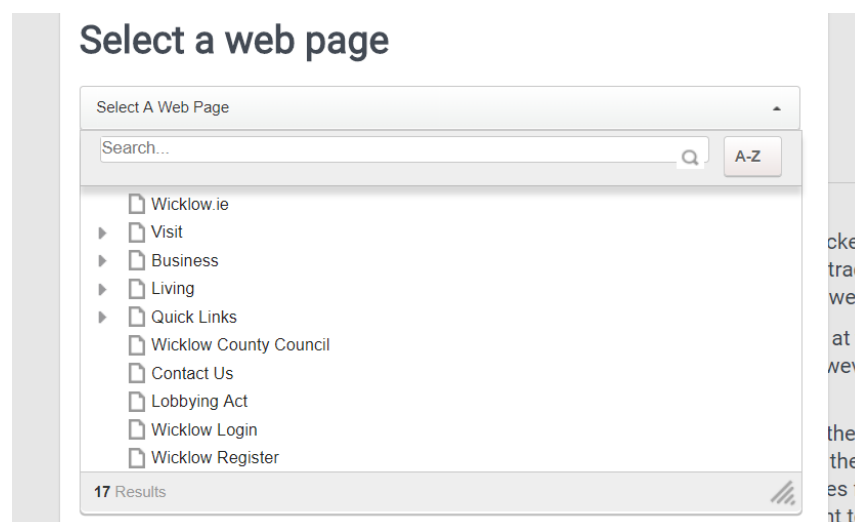 Select a web page
Select A Web Page
Search...
A-Z
Wicklow.ie
Visit
Business
Living
Quick Links
Wicklow County Council
Contact Us
Lobbying Act
Wicklow Login
Wicklow Register
17 Results
at